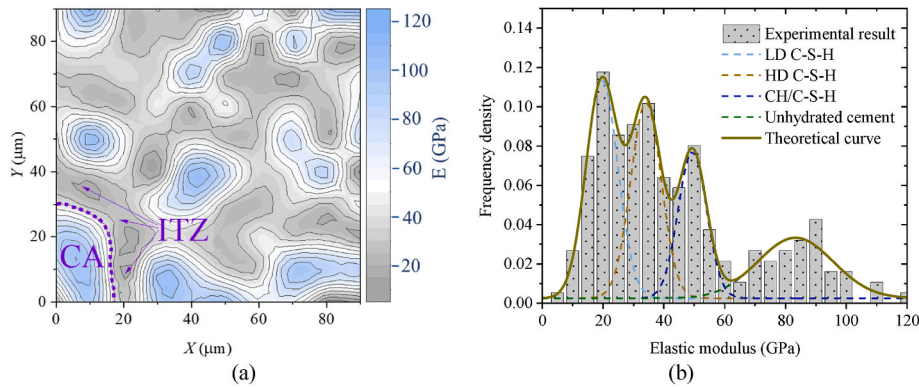 80
60
40
20
0
Y (μm)
CA
ITZ
0 20 40 60 80
X (μm)
120
100
80
60
40
20
E (GPa)
(a)
0.14
0.12
0.10
0.08
0.06
0.04
0.02
0.00
Frequency density
Experimental result
LD C-S-H
HD C-S-H
CH/C-S-H
Unhydrated cement
Theoretical curve
0 20 40 60 80 100 120
Elastic modulus (GPa)
(b)